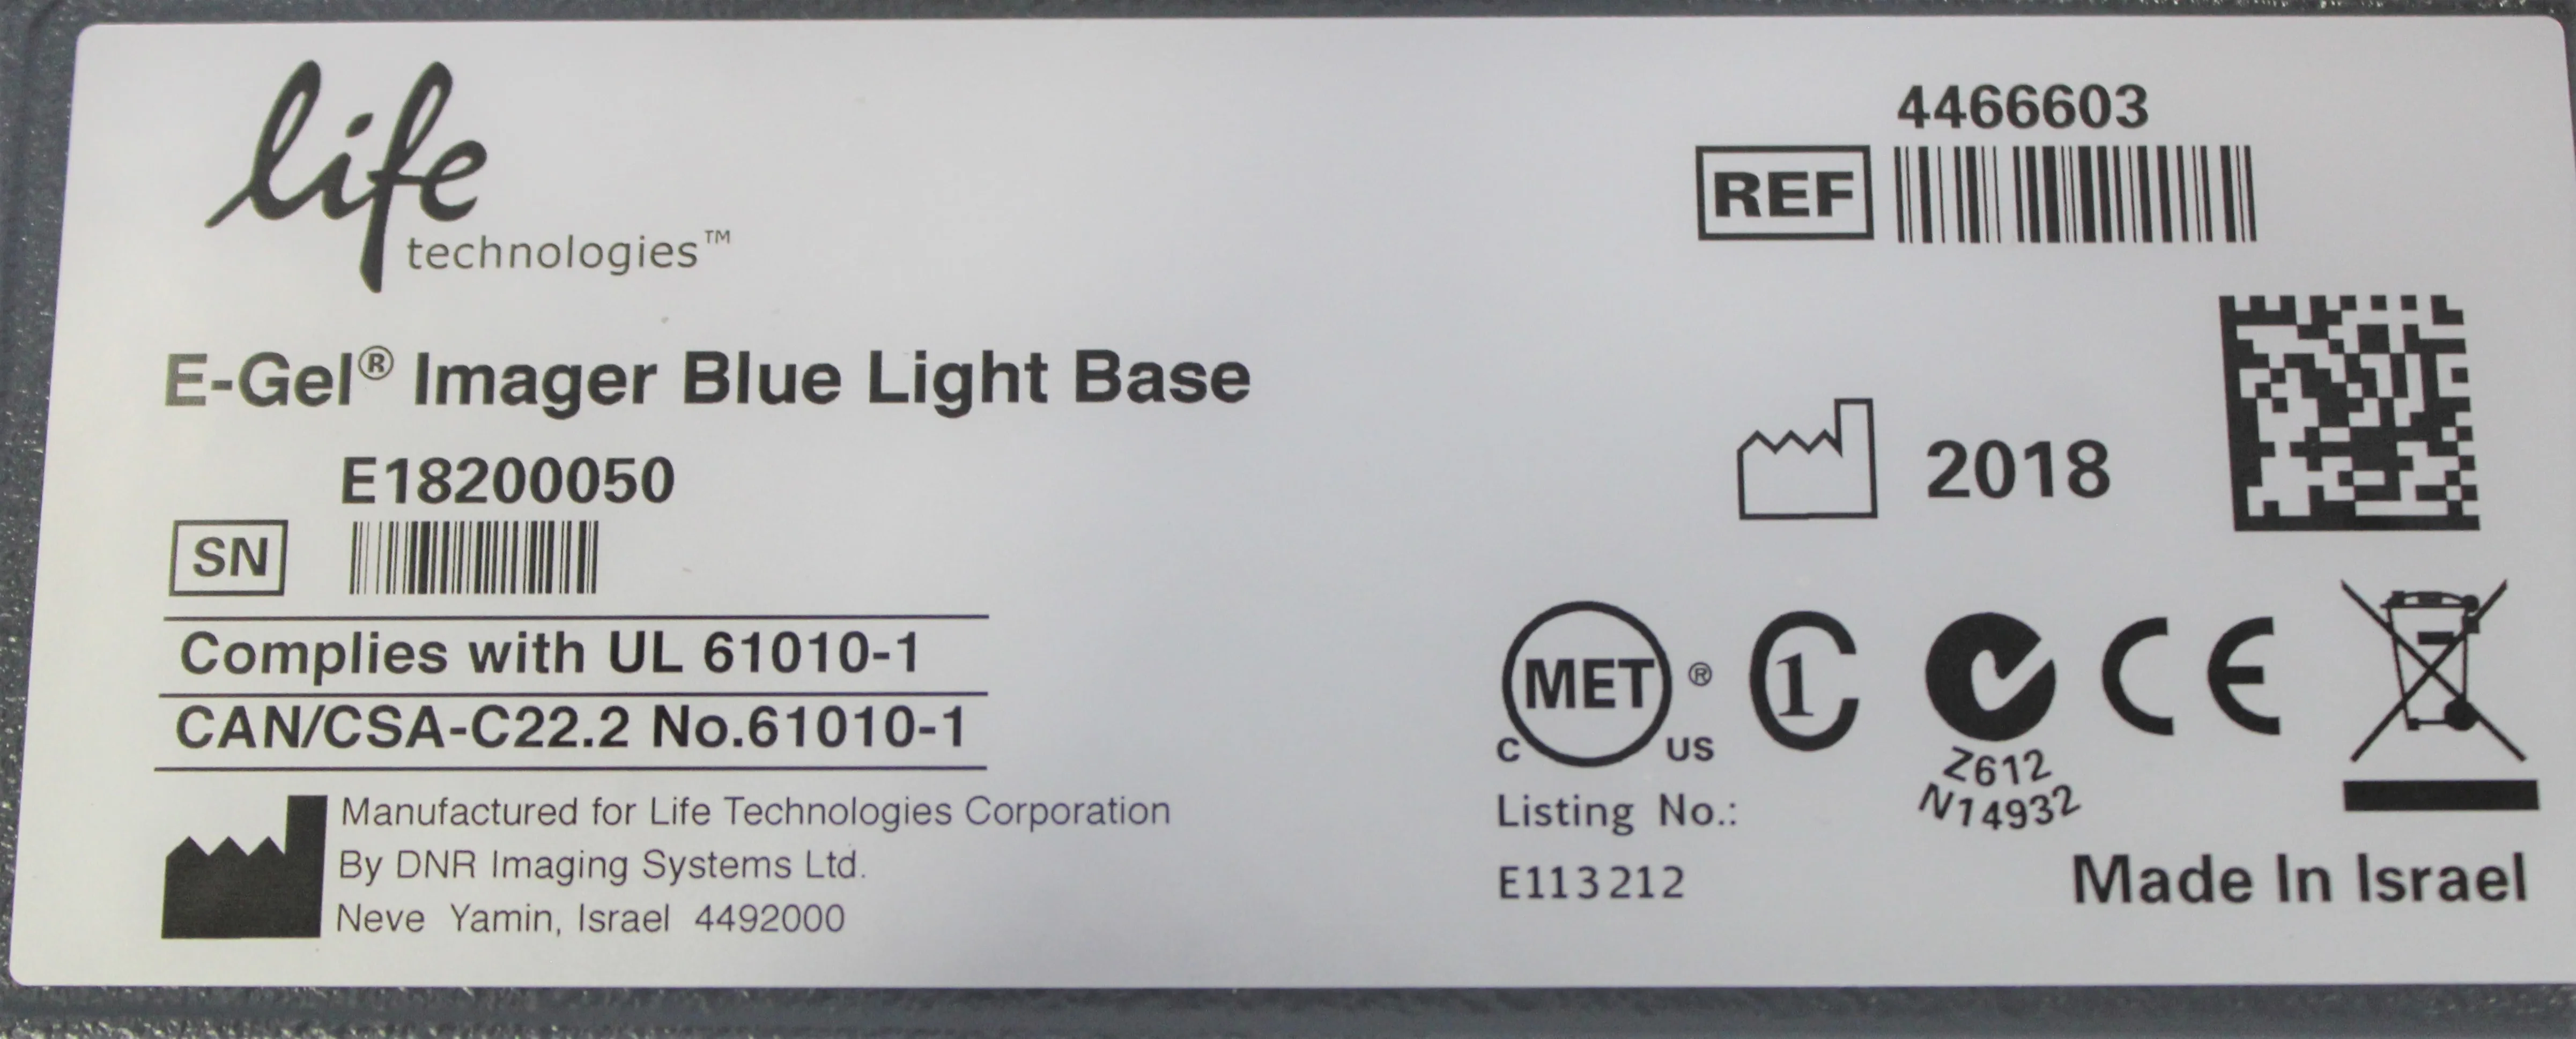 life
technologies™
E-Gel® Imager Blue Light Base
E18200050
SN
Complies with UL 61010-1
CAN/CSA-C22.2 No.61010-1
Manufactured for Life Technologies Corporation
By DNR Imaging Systems Ltd.
Neve Yamin, Israel 4492000
4466603
REF
2018
MET ®
C US
1
CE
Z612
N14932
Listing No.:
E113212
Made In Israel